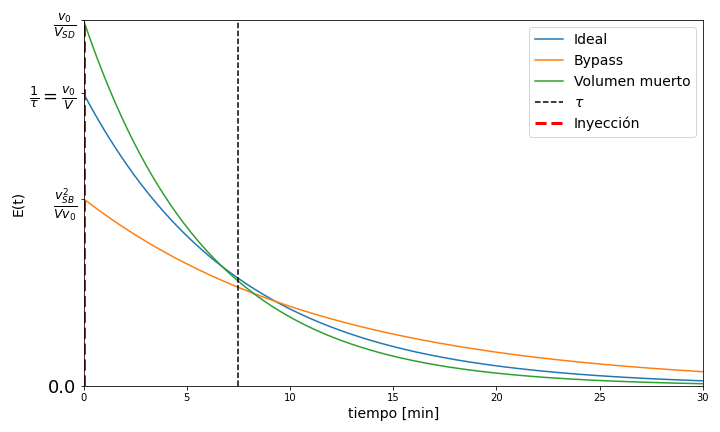 v₀/V_SD
1/τ = v₀/V
v²_SB/Vv₀
0.0
E(t)
0 5 10 15 20 25 30
tiempo [min]
Ideal
Bypass
Volumen muerto
τ
Inyección